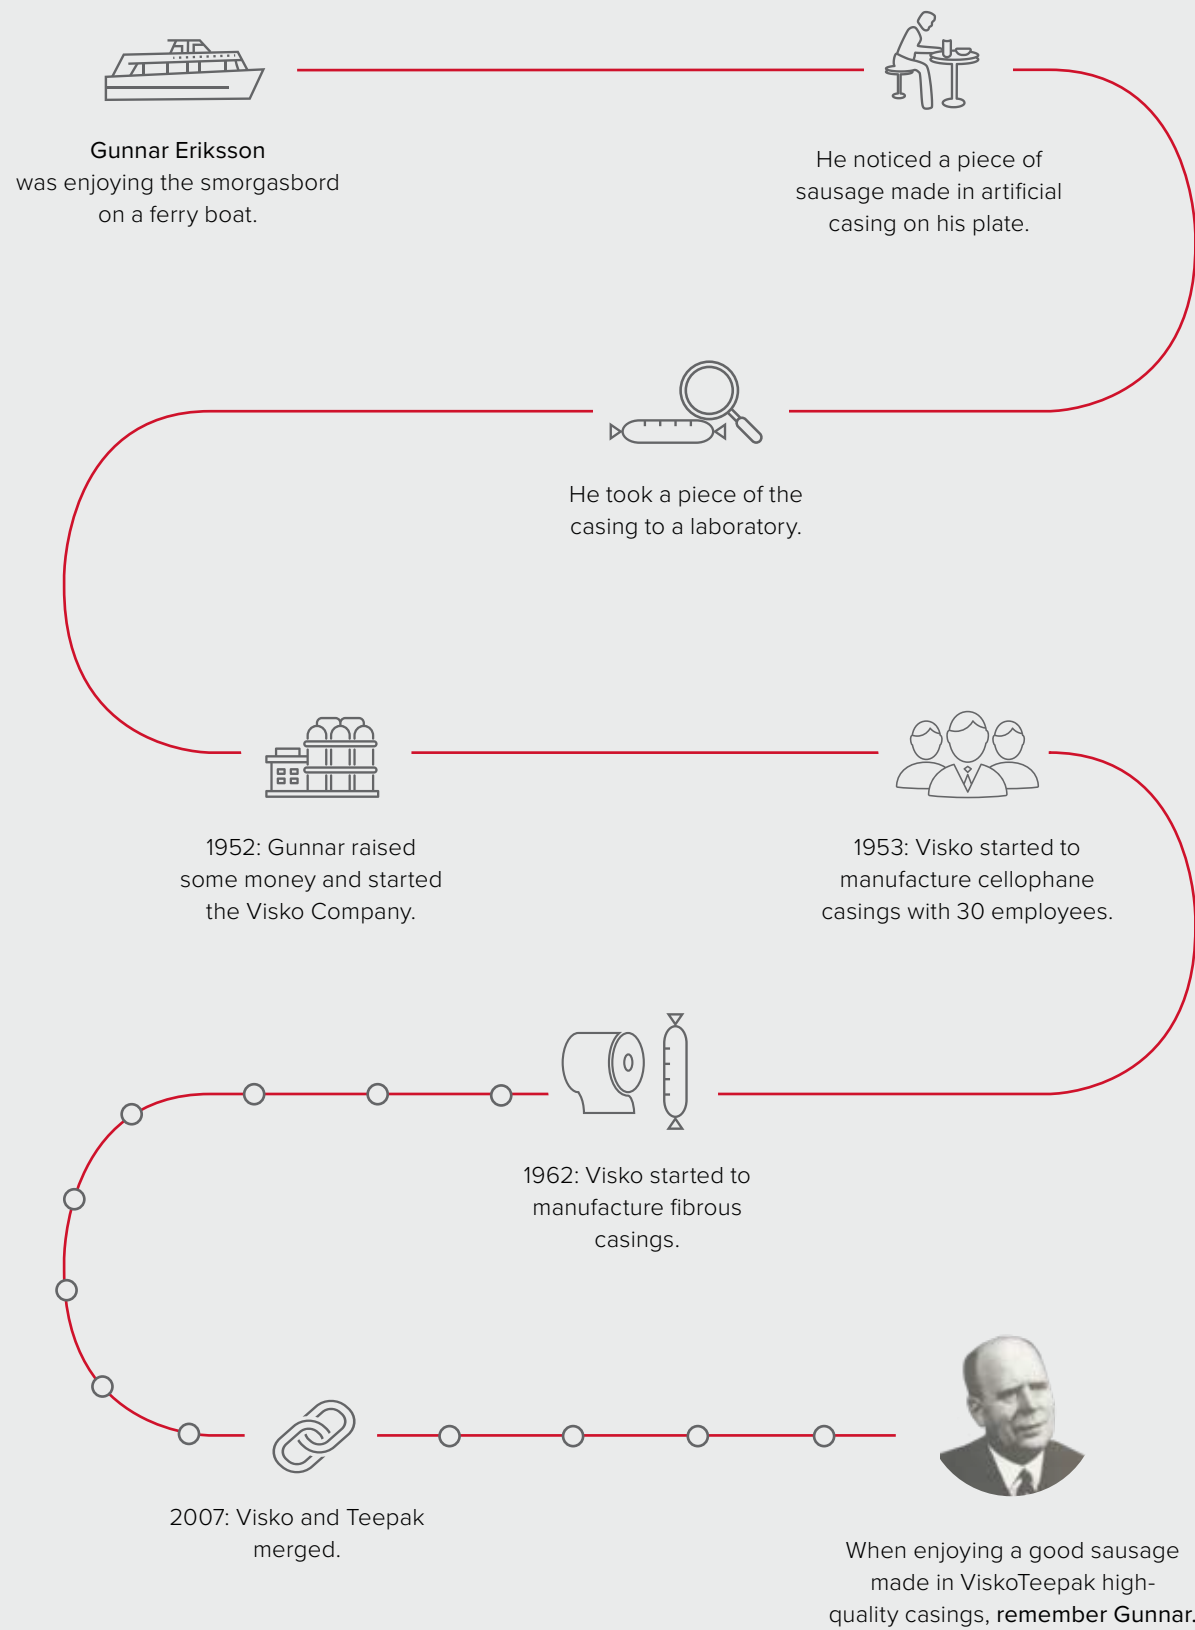 Gunnar Eriksson
was enjoying the smorgasbord
on a ferry boat.
He noticed a piece of
sausage made in artificial
casing on his plate.
He took a piece of the
casing to a laboratory.
1952: Gunnar raised
some money and started
the Visko Company.
1953: Visko started to
manufacture cellophane
casings with 30 employees.
1962: Visko started to
manufacture fibrous
casings.
2007: Visko and Teepak
merged.
When enjoying a good sausage
made in ViskoTeepak high-
quality casings, remember Gunnar.